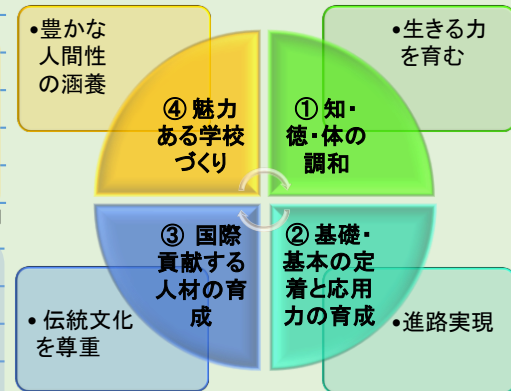 •豊かな
人間性
の涵養
•生きる力
を育む
④ 魅力
ある学校
づくり
① 知・
徳・体の
調和
③ 国際
貢献する
人材の育
成
② 基礎・
基本の定
着と応用
力の育成
• 伝統文化
を尊重
•進路実現